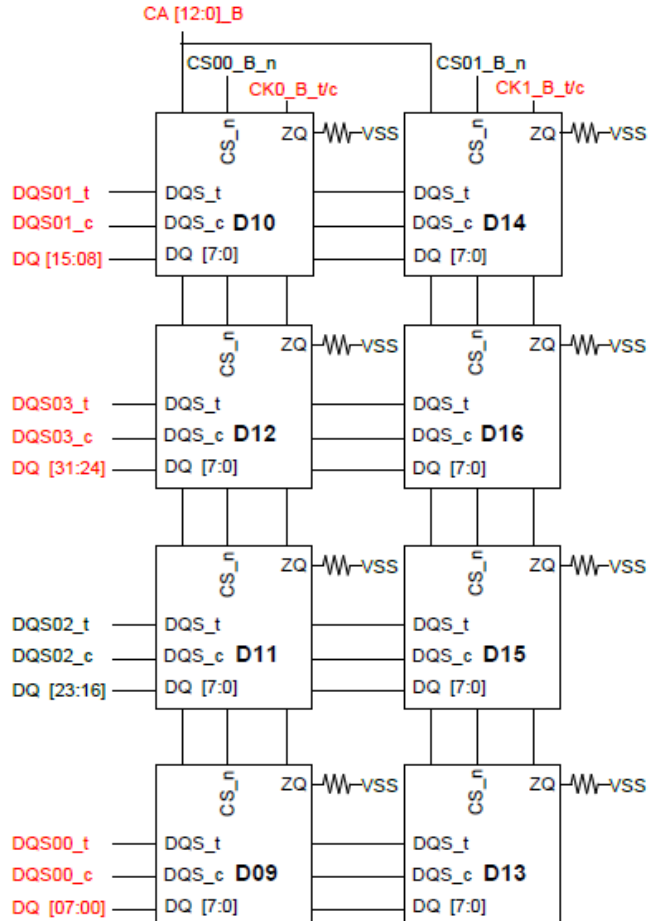 CA [12:0]_B
CS00_B_n CS01_B_n
CK0_B_t/c CK1_B_t/c
CS_n ZQ VSS CS_n ZQ VSS
DQS01_t DQS_t DQS_t
DQS01_c DQS_c D10 DQS_c D14
DQ [15:08] DQ [7:0] DQ [7:0]
CS_n ZQ VSS CS_n ZQ VSS
DQS03_t DQS_t DQS_t
DQS03_c DQS_c D12 DQS_c D16
DQ [31:24] DQ [7:0] DQ [7:0]
CS_n ZQ VSS CS_n ZQ VSS
DQS02_t DQS_t DQS_t
DQS02_c DQS_c D11 DQS_c D15
DQ [23:16] DQ [7:0] DQ [7:0]
CS_n ZQ VSS CS_n ZQ VSS
DQS00_t DQS_t DQS_t
DQS00_c DQS_c D09 DQS_c D13
DQ [07:00] DQ [7:0] DQ [7:0]